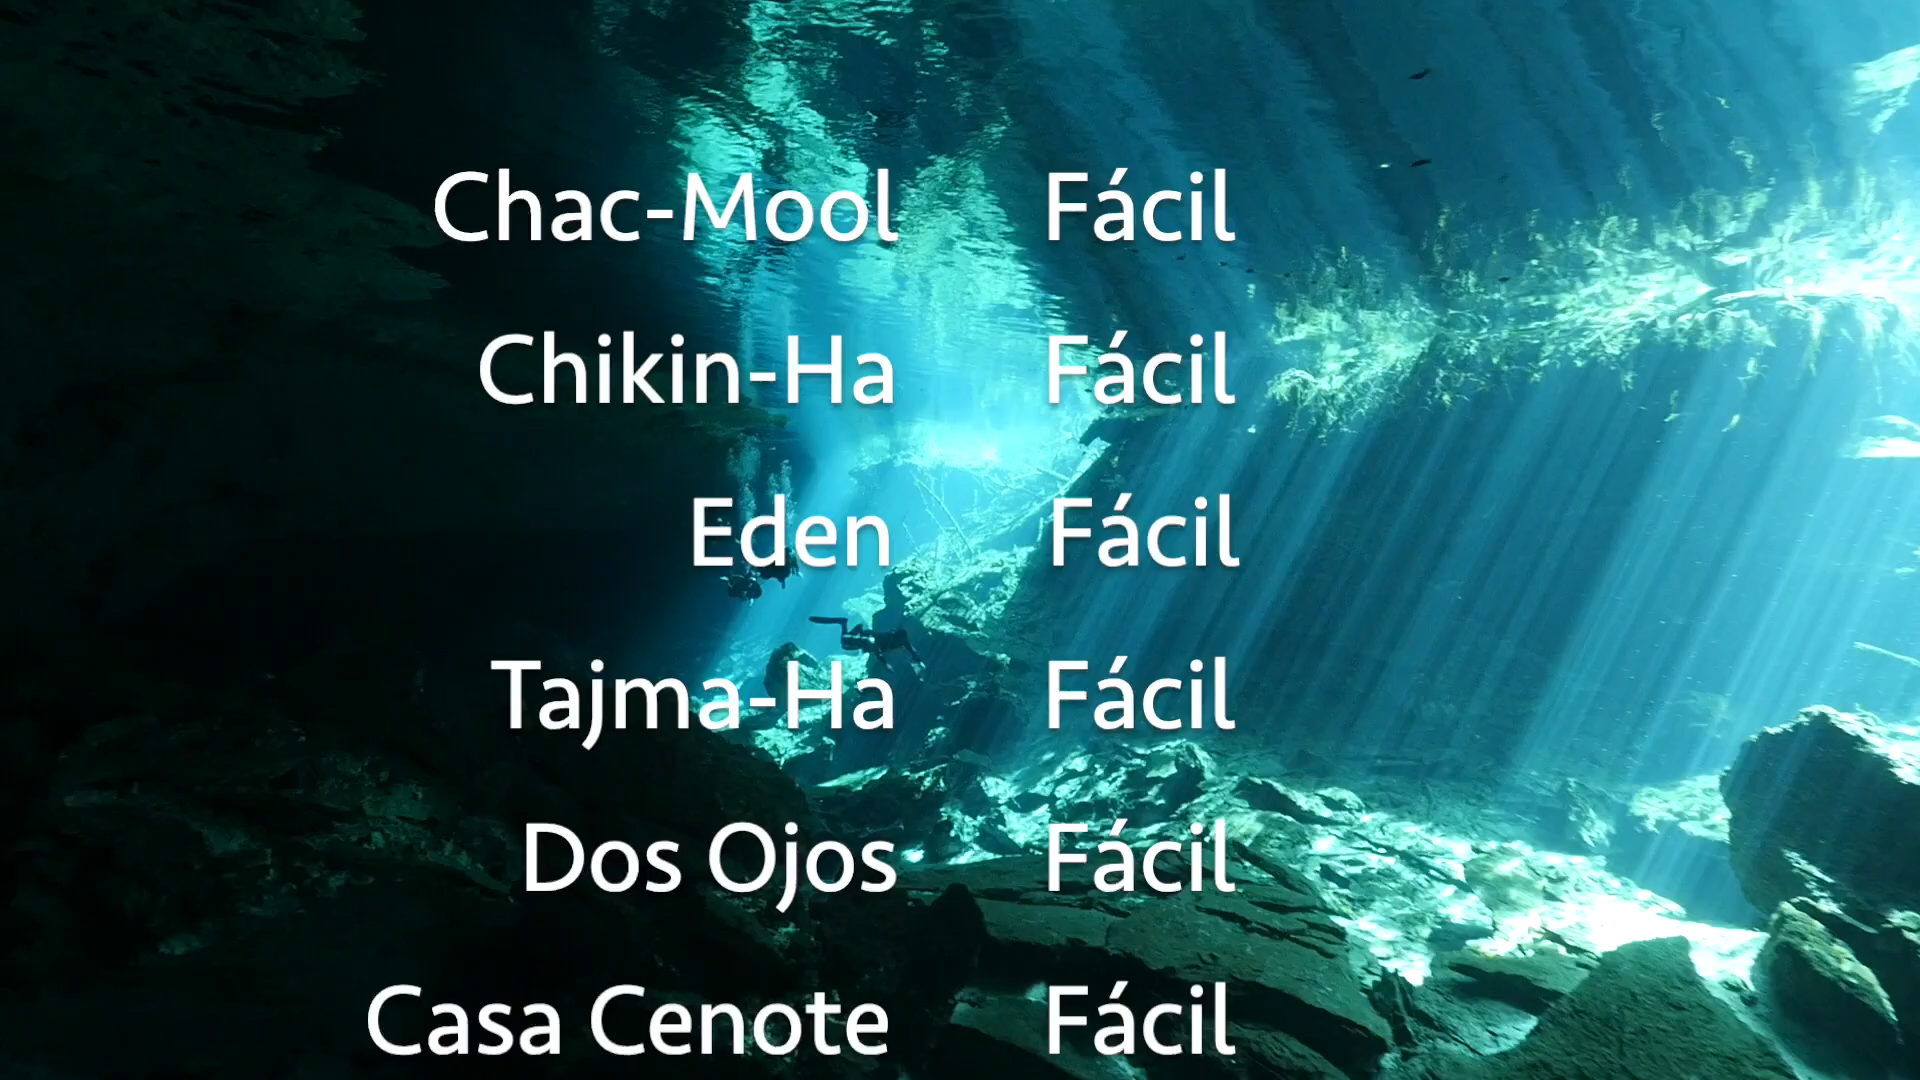 Chac-Mool Fácil
Chikin-Ha Fácil
Eden Fácil
Tajma-Ha Fácil
Dos Ojos Fácil
Casa Cenote Fácil